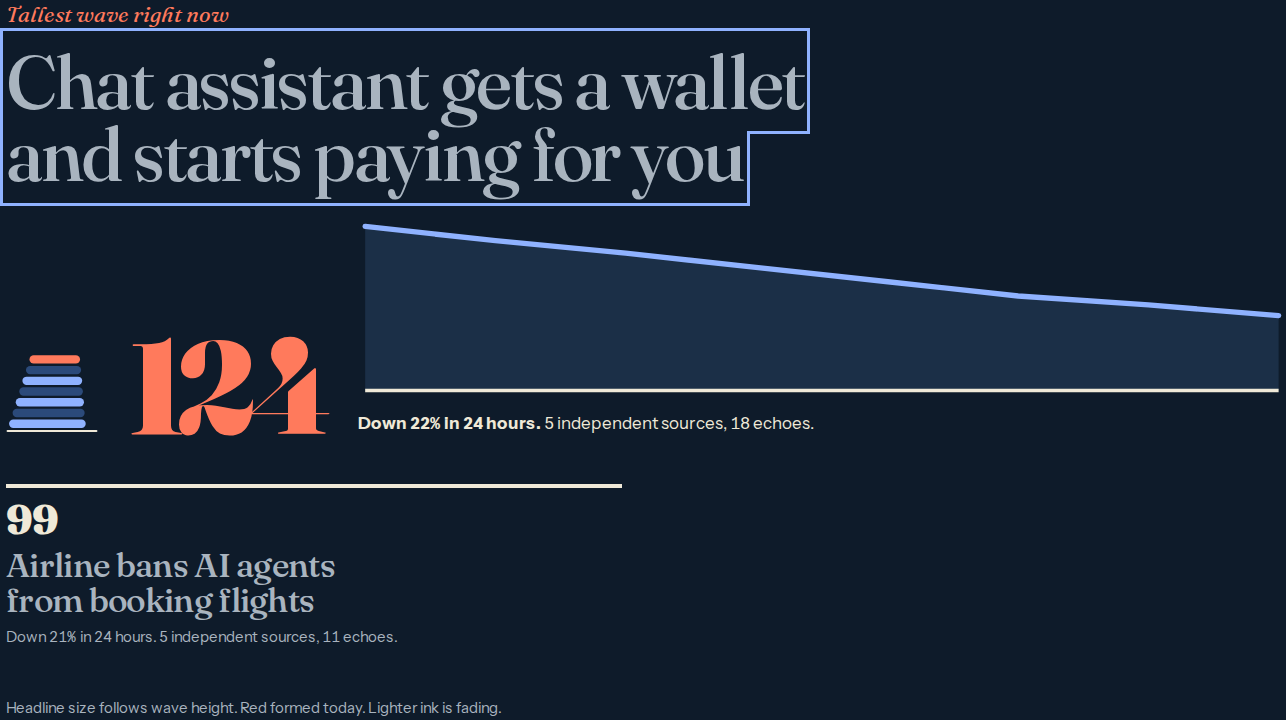 Tallest wave right now
Chat assistant gets a wallet
and starts paying for you
124
Down 22% In 24 hours. 5 independent sources, 18 echoes.
99
Airline bans AI agents
from booking flights
Down 21% in 24 hours. 5 independent sources, 11 echoes.
Headline size follows wave height. Red formed today. Lighter ink is fading.